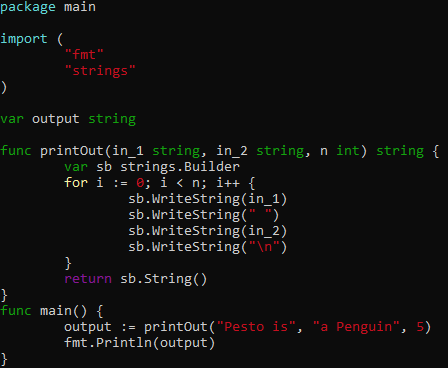 package main
import (
"fmt"
"strings"
)
var output string
func printOut(in_1 string, in_2 string, n int) string {
var sb strings.Builder
for i := 0; i < n; i++ {
sb.WriteString(in_1)
sb.WriteString(" ")
sb.WriteString(in_2)
sb.WriteString("\n")
}
return sb.String()
}
func main() {
output := printOut("Pesto is", "a Penguin", 5)
fmt.Println(output)
}